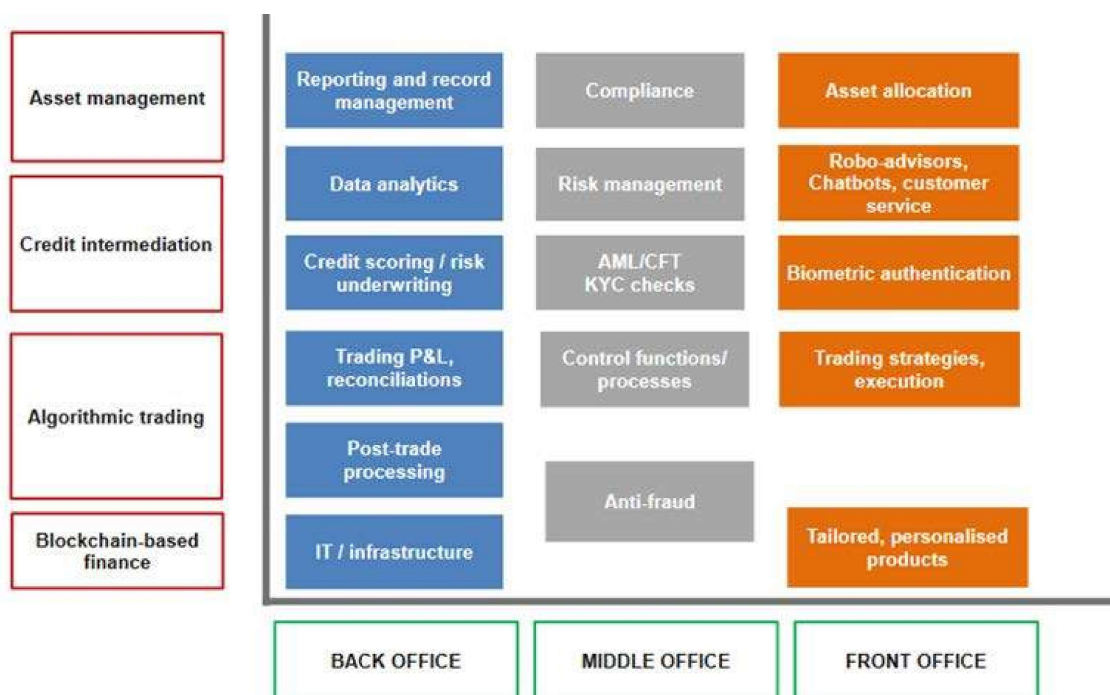 Asset management
Credit intermediation
Algorithmic trading
Blockchain-based
finance
Reporting and record
management
Data analytics
Credit scoring / risk
underwriting
Trading P&L,
reconciliations
Post-trade
processing
IT / infrastructure
Compliance
Risk management
AML/CFT
KYC checks
Control functions/
processes
Anti-fraud
Asset allocation
Robo-advisors,
Chatbots, customer
service
Biometric authentication
Trading strategies,
execution
Tailored, personalised
products
BACK OFFICE
MIDDLE OFFICE
FRONT OFFICE